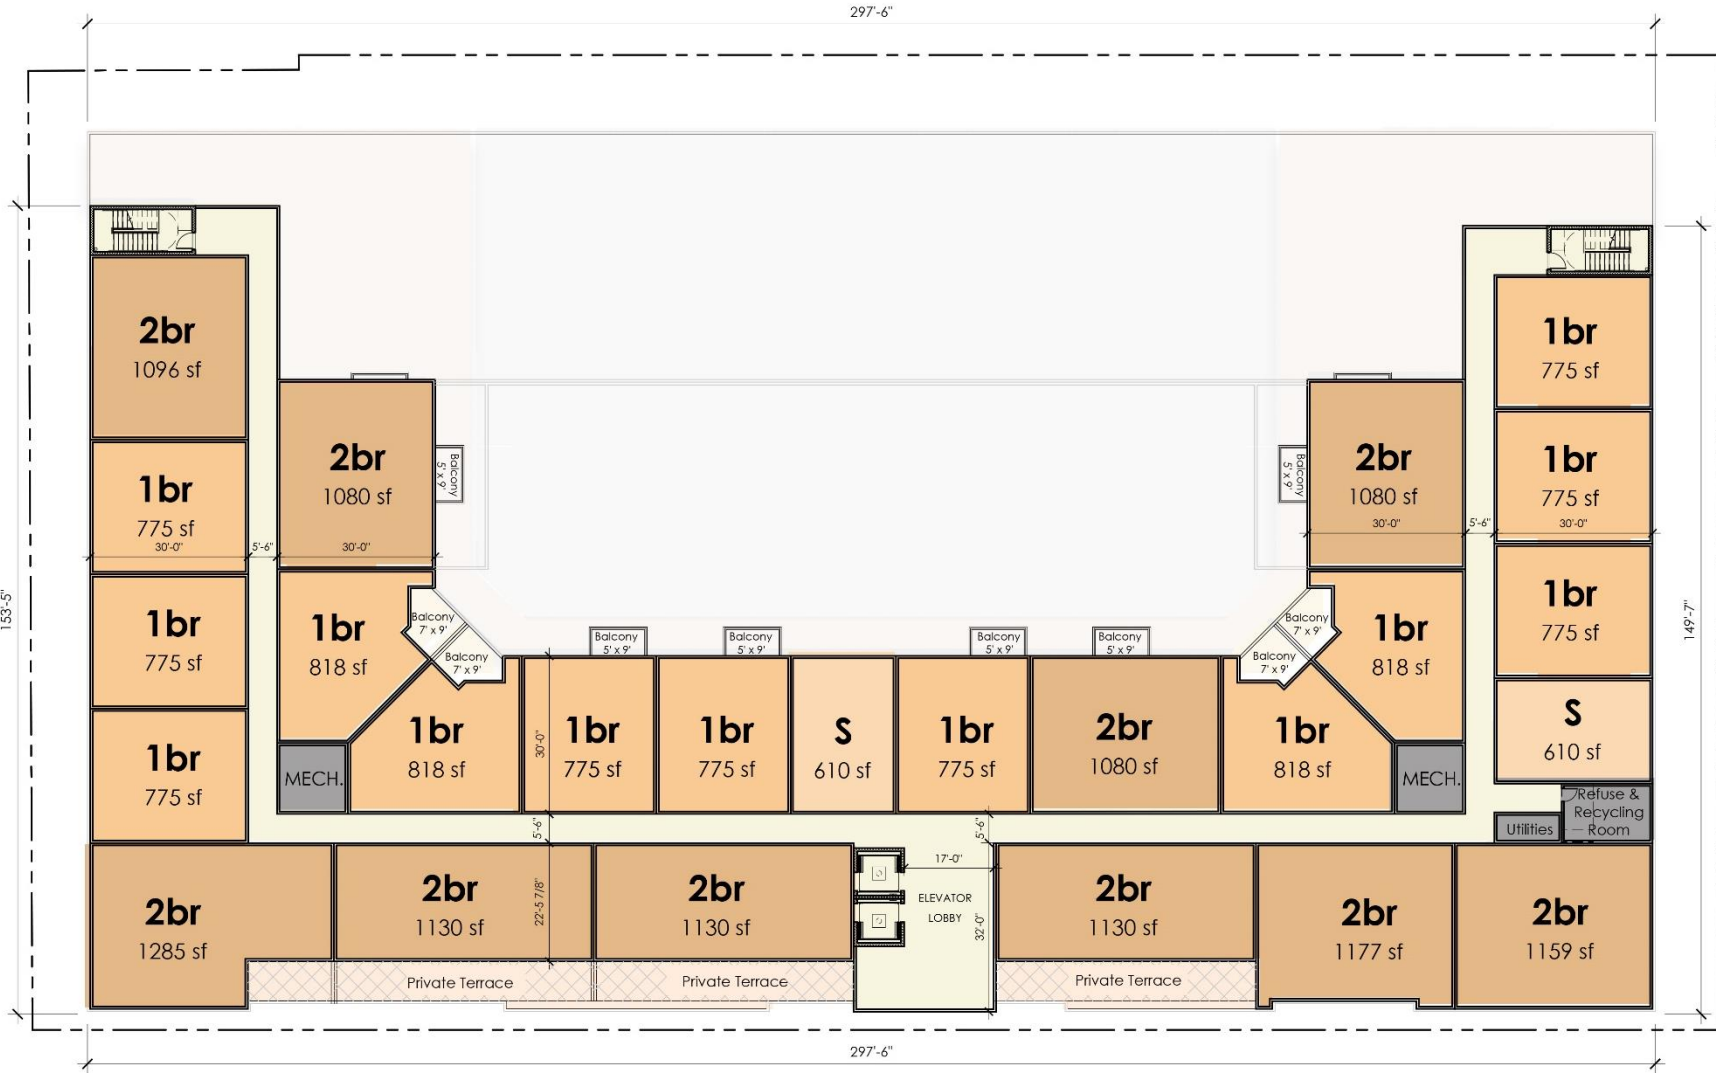 297'-6"
2br
1096 sf
1br
775 sf
30'-0"
5'-6"
2br
1080 sf
30'-0"
Balcony
5' x 9'
Balcony
5' x 9'
2br
1080 sf
30'-0"
5'-6"
1br
775 sf
1br
775 sf
30'-0"
153'-5"
149'-7"
1br
775 sf
1br
818 sf
Balcony
7' x 9'
Balcony
7' x 9'
Balcony
5' x 9'
Balcony
5' x 9'
Balcony
5' x 9'
Balcony
5' x 9'
Balcony
7' x 9'
Balcony
7' x 9'
1br
818 sf
1br
775 sf
1br
775 sf
MECH.
1br
818 sf
30'-0"
1br
775 sf
1br
775 sf
S
610 sf
1br
775 sf
2br
1080 sf
1br
818 sf
MECH.
S
610 sf
Refuse &
Recycling
Room
Utilities
5'-6"
5'-6"
2br
1285 sf
2br
1130 sf
22'-5 7/8"
2br
1130 sf
17'-0"
ELEVATOR
LOBBY
32'-0"
2br
1130 sf
2br
1177 sf
2br
1159 sf
Private Terrace
Private Terrace
Private Terrace
297'-6"